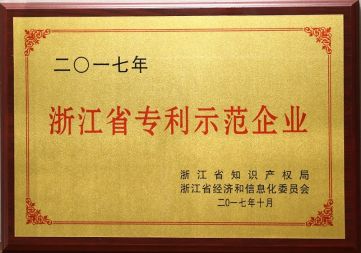 二〇一七年
浙江省专利示范企业
浙江省知识产权局
浙江省经济和信息化委员会
二〇一七年十月